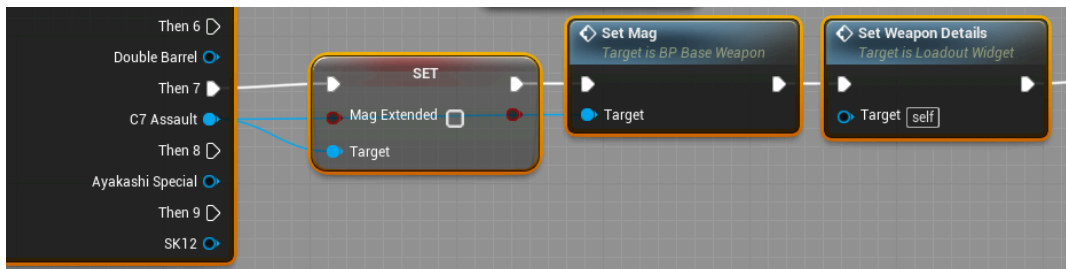 Then 6
Double Barrel
Then 7
C7 Assault
Then 8
Ayakashi Special
Then 9
SK12
SET
Mag Extended
Target
Set Mag
Target is BP Base Weapon
Target
Set Weapon Details
Target is Loadout Widget
Target self